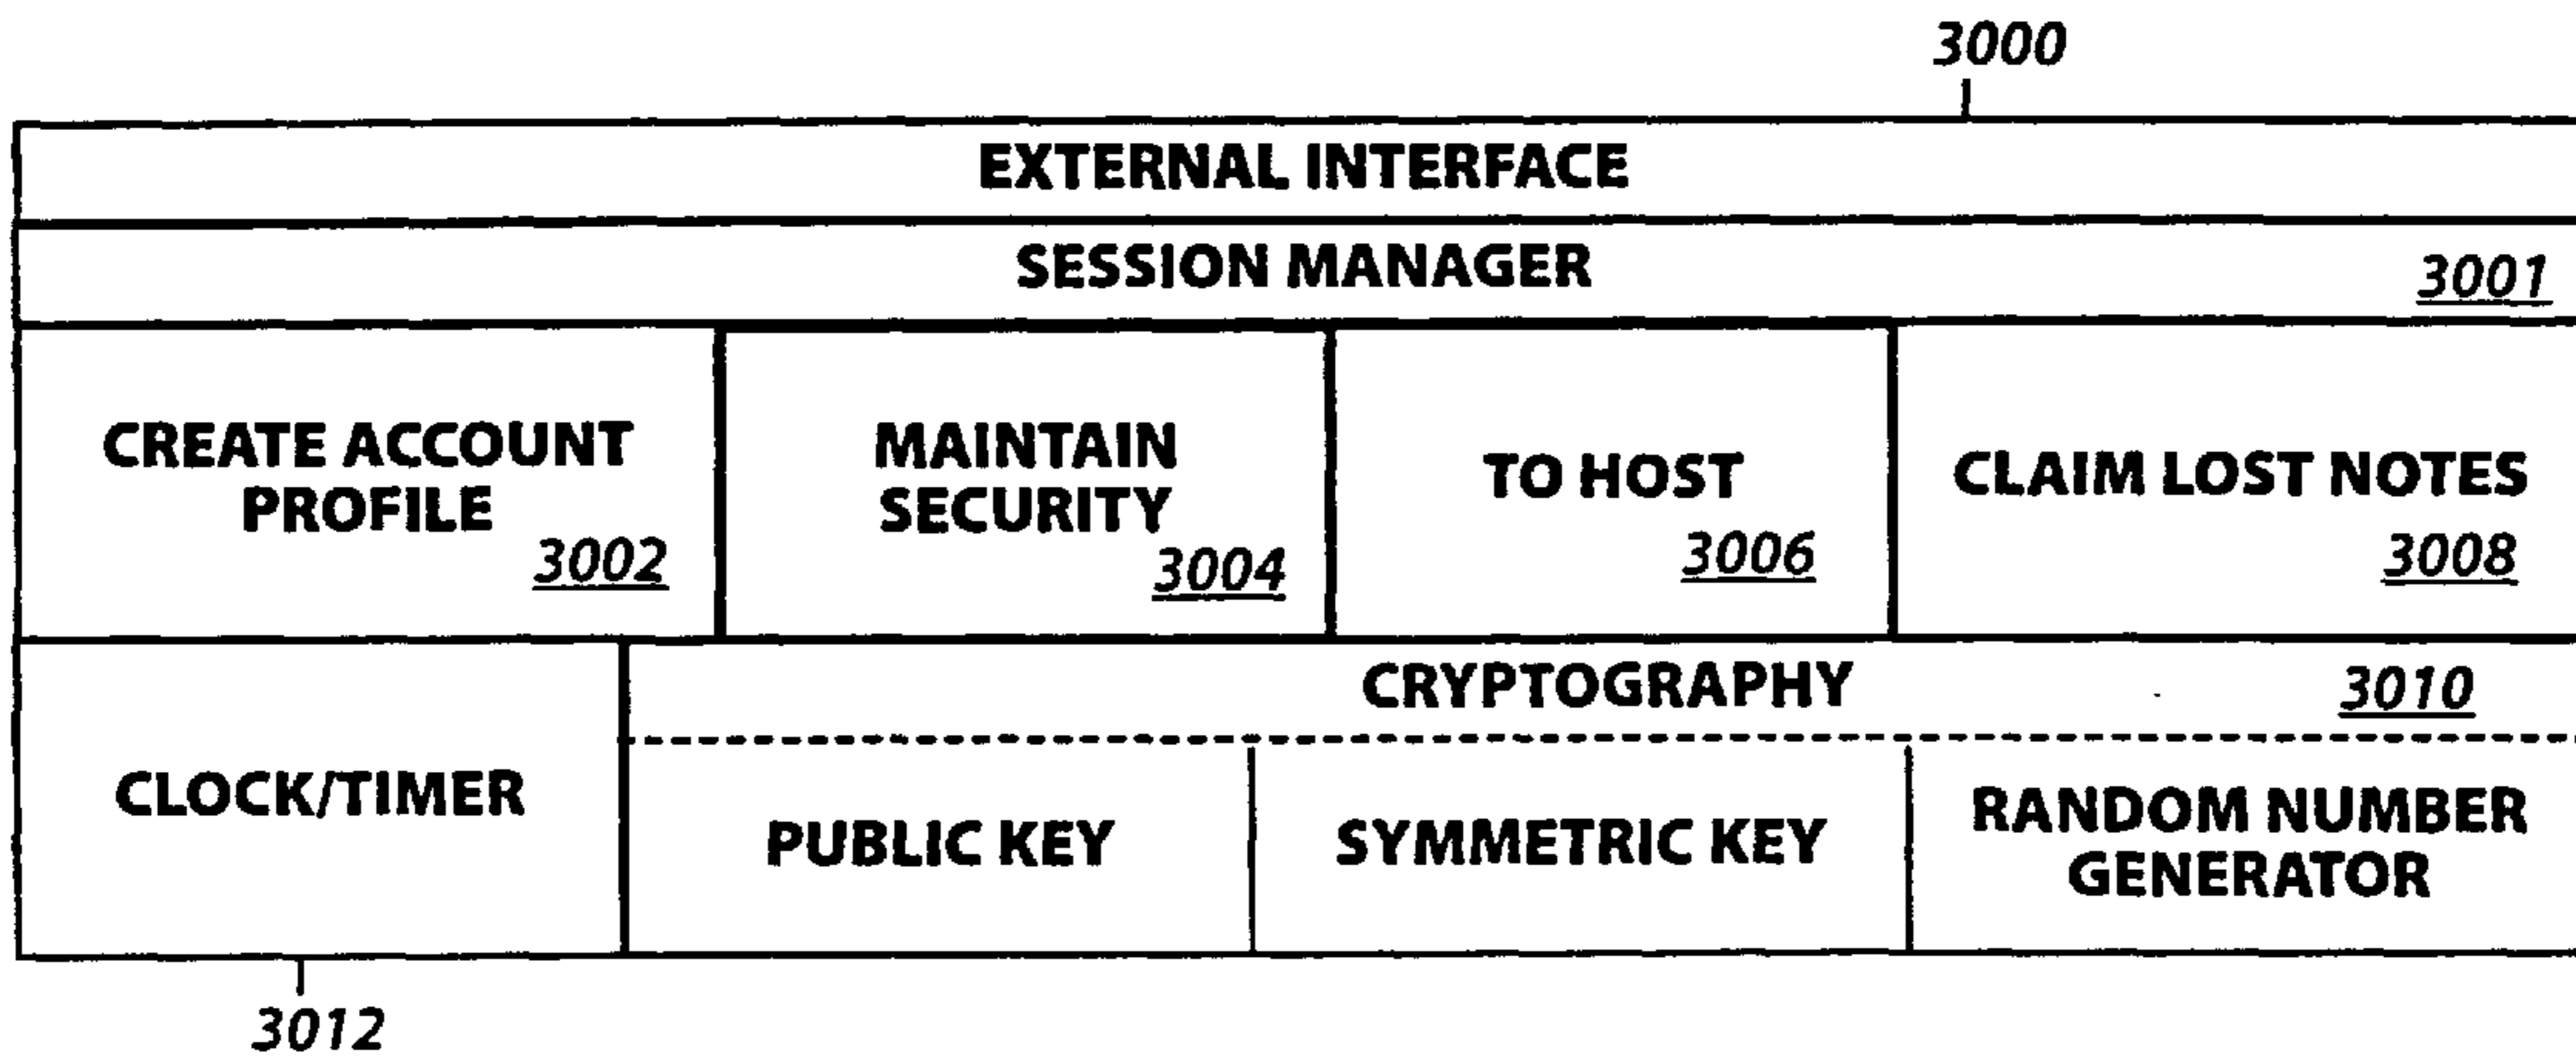 3000
EXTERNAL INTERFACE
SESSION MANAGER
3001
CREATE ACCOUNT
PROFILE
3002
MAINTAIN
SECURITY
3004
TO HOST
3006
CLAIM LOST NOTES
3008
CRYPTOGRAPHY
3010
CLOCK/TIMER
PUBLIC KEY
SYMMETRIC KEY
RANDOM NUMBER
GENERATOR
3012